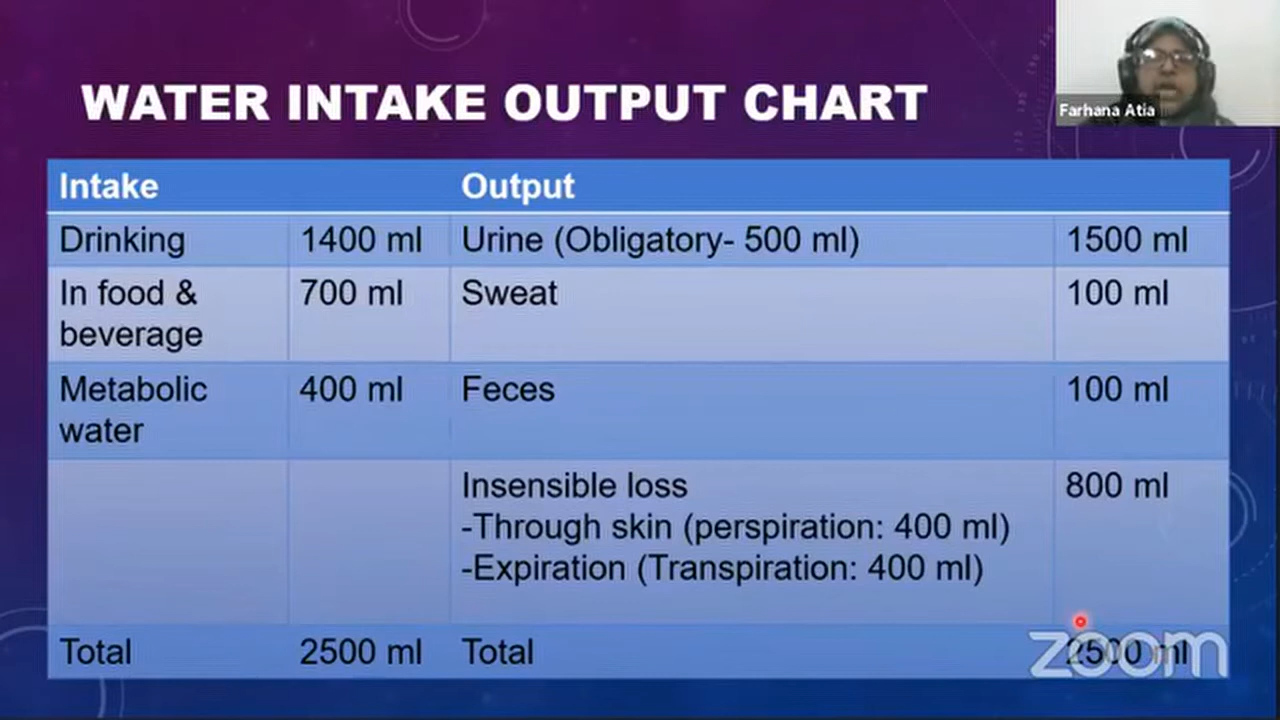 WATER INTAKE OUTPUT CHART
Farhana Atia
Intake Output
Drinking 1400 ml Urine (Obligatory- 500 ml) 1500 ml
In food & 700 ml Sweat 100 ml
beverage
Metabolic 400 ml Feces 100 ml
water
Insensible loss 800 ml
-Through skin (perspiration: 400 ml)
-Expiration (Transpiration: 400 ml)
Total 2500 ml Total 2500 ml
zoom